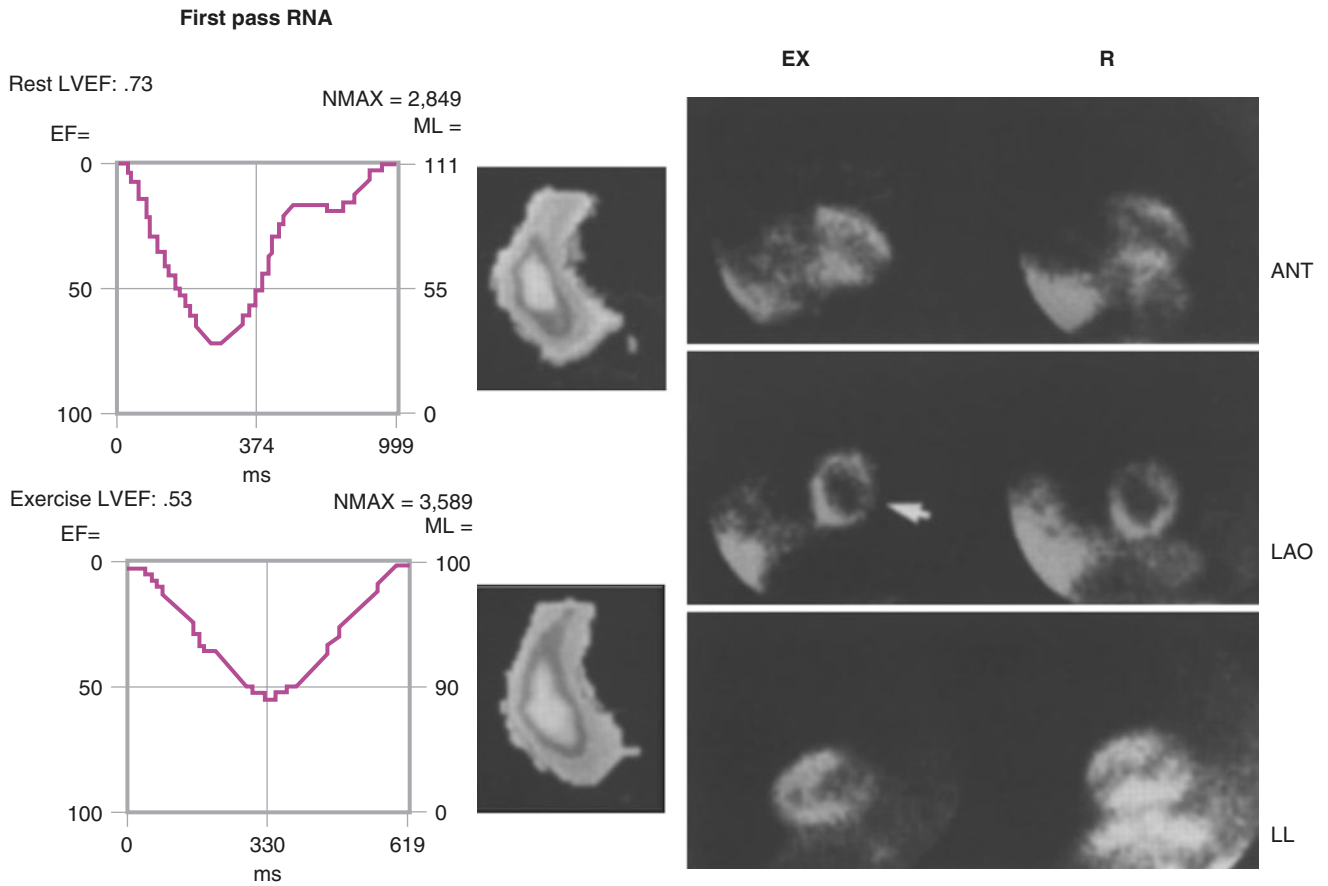 First pass RNA
Rest LVEF: .73
NMAX = 2,849
ML =
EF=
0
50
100
111
55
0
0 374 999
ms
Exercise LVEF: .53
NMAX = 3,589
ML =
EF=
0
50
100
100
90
0
0 330 619
ms
EX R
ANT
LAO
LL